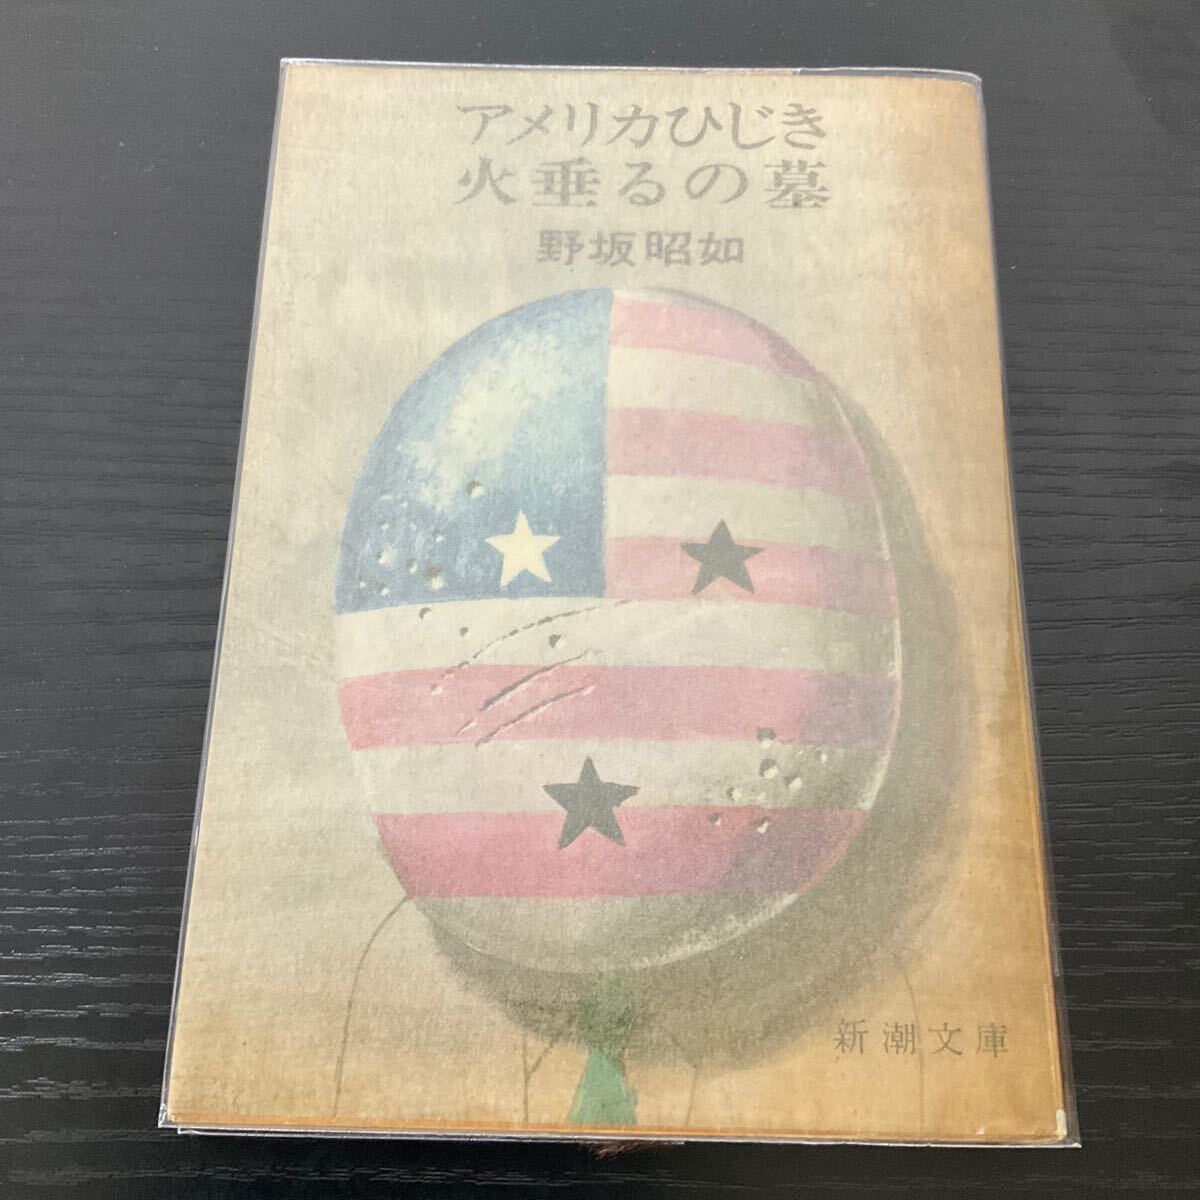 アメリカひじき
火垂るの墓
野坂昭如
新潮文庫